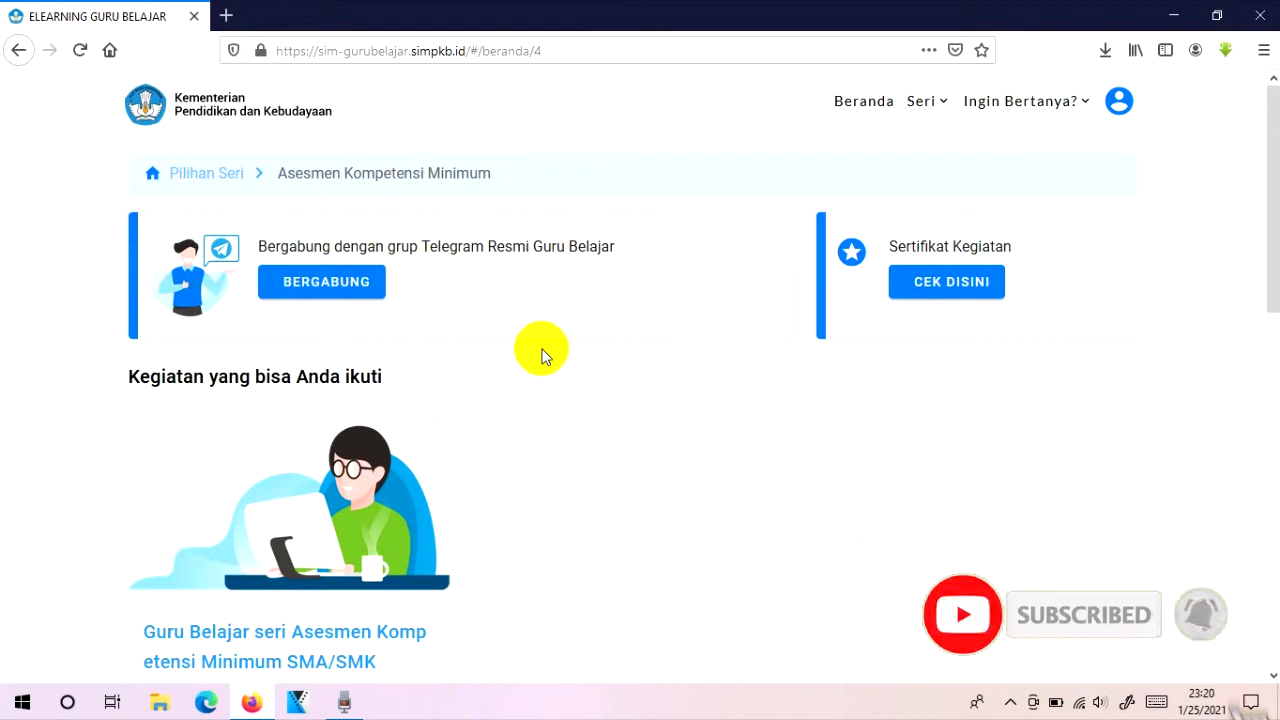 ELEARNING GURU BELAJAR
https://sim-gurubelajar.simpkb.id/#/beranda/4
Kementerian
Pendidikan dan Kebudayaan
Beranda Seri Ingin Bertanya?
Pilihan Seri Asesmen Kompetensi Minimum
Bergabung dengan grup Telegram Resmi Guru Belajar
BERGABUNG
Sertifikat Kegiatan
CEK DISINI
Kegiatan yang bisa Anda ikuti
Guru Belajar seri Asesmen Komp
etensi Minimum SMA/SMK
SUBSCRIBED
23:20
1/25/2021